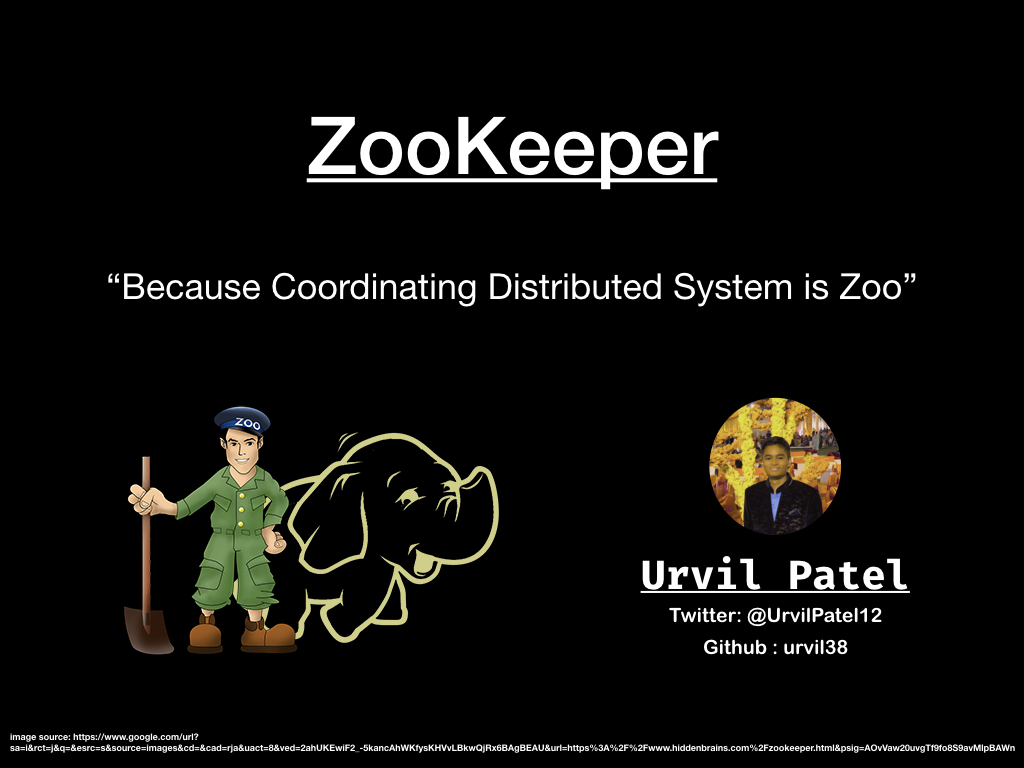 ZooKeeper
“Because Coordinating Distributed System is Zoo”
ZOO
Urvil Patel
Twitter: @UrvilPatel12
Github : urvil38
image source: https://www.google.com/url?
sa=i&rct=j&q=&esrc=s&source=images&cd=&cad=rja&uact=8&ved=2ahUKEwiF2_-5kancAhWKfysKHVvLBkwQjRx6BAgBEAU&url=https%3A%2F%2Fwww.hiddenbrains.com%2Fzookeeper.html&psig=AOvVaw20uvgTf9fo8S9avMlpBAWn